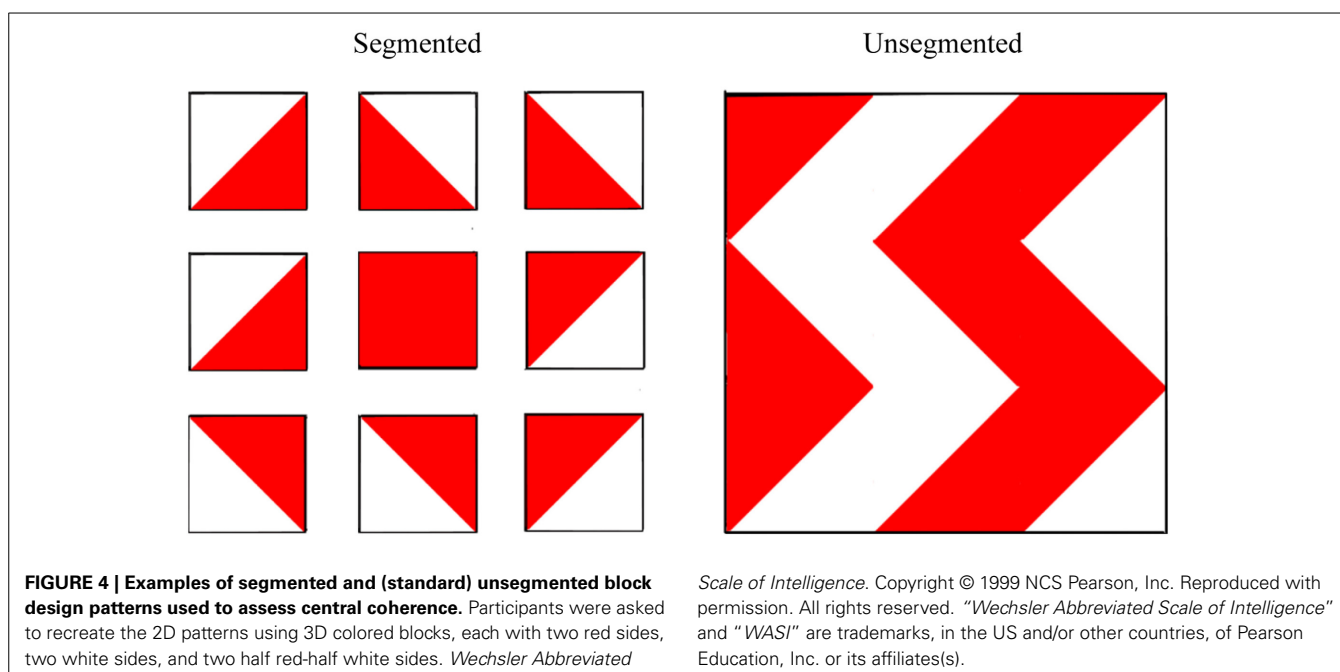 Segmented
Unsegmented
FIGURE 4 | Examples of segmented and (standard) unsegmented block
design patterns used to assess central coherence. Participants were asked
to recreate the 2D patterns using 3D colored blocks, each with two red sides,
two white sides, and two half red-half white sides. Wechsler Abbreviated
Scale of Intelligence. Copyright © 1999 NCS Pearson, Inc. Reproduced with
permission. All rights reserved. “Wechsler Abbreviated Scale of Intelligence”
and “WASI” are trademarks, in the US and/or other countries, of Pearson
Education, Inc. or its affiliates(s).